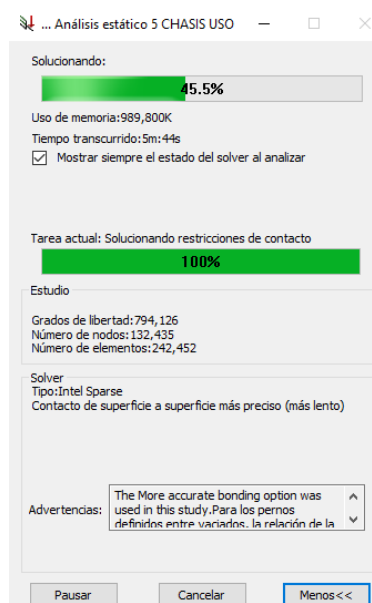 ... Análisis estático 5 CHASIS USO
Solucionando:
45.5%
Uso de memoria:989,800K
Tiempo transcurrido:5m:44s
Mostrar siempre el estado del solver al analizar
Tarea actual: Solucionando restricciones de contacto
100%
Estudio
Grados de libertad:794,126
Número de nodos:132,435
Número de elementos:242,452
Solver
Tipo:Intel Sparse
Contacto de superficie a superficie más preciso (más lento)
Advertencias:
The More accurate bonding option was
used in this study.Para los pernos
definidos entre vaciados, la relación de la
Pausar
Cancelar
Menos<<